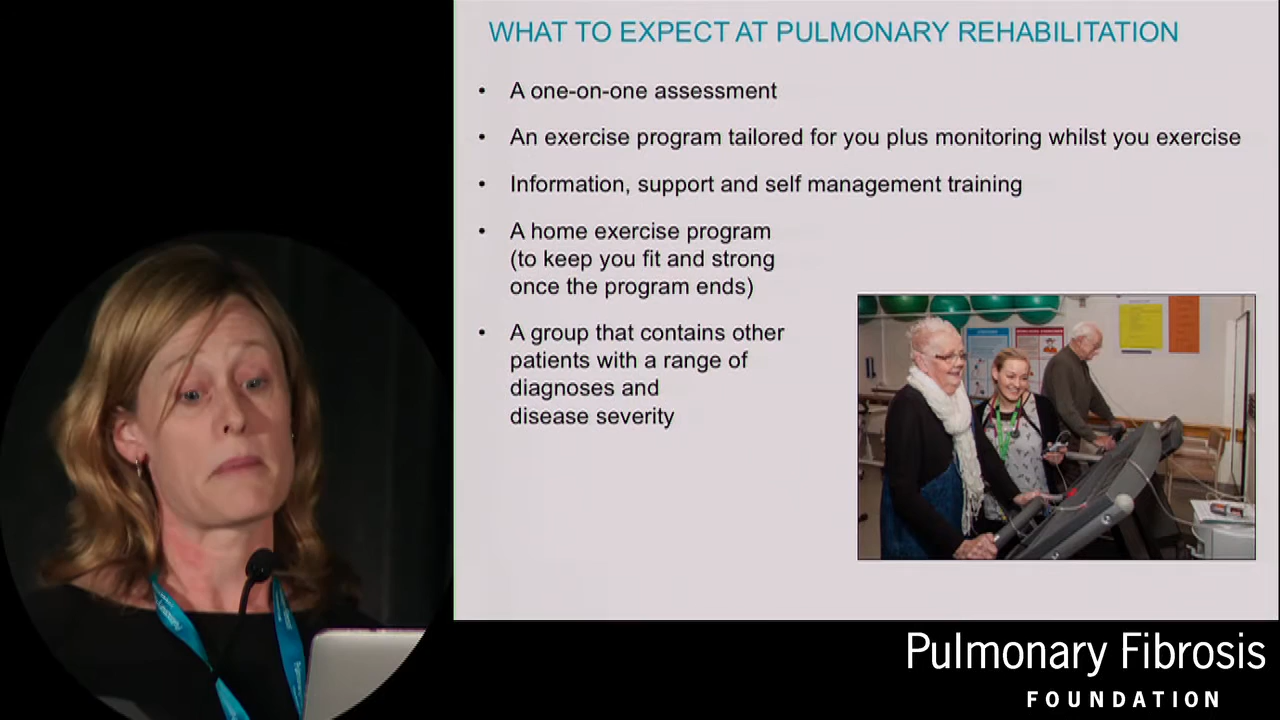 WHAT TO EXPECT AT PULMONARY REHABILITATION
• A one-on-one assessment
• An exercise program tailored for you plus monitoring whilst you exercise
• Information, support and self management training
• A home exercise program
(to keep you fit and strong
once the program ends)
• A group that contains other
patients with a range of
diagnoses and
disease severity
Pulmonary Fibrosis
FOUNDATION